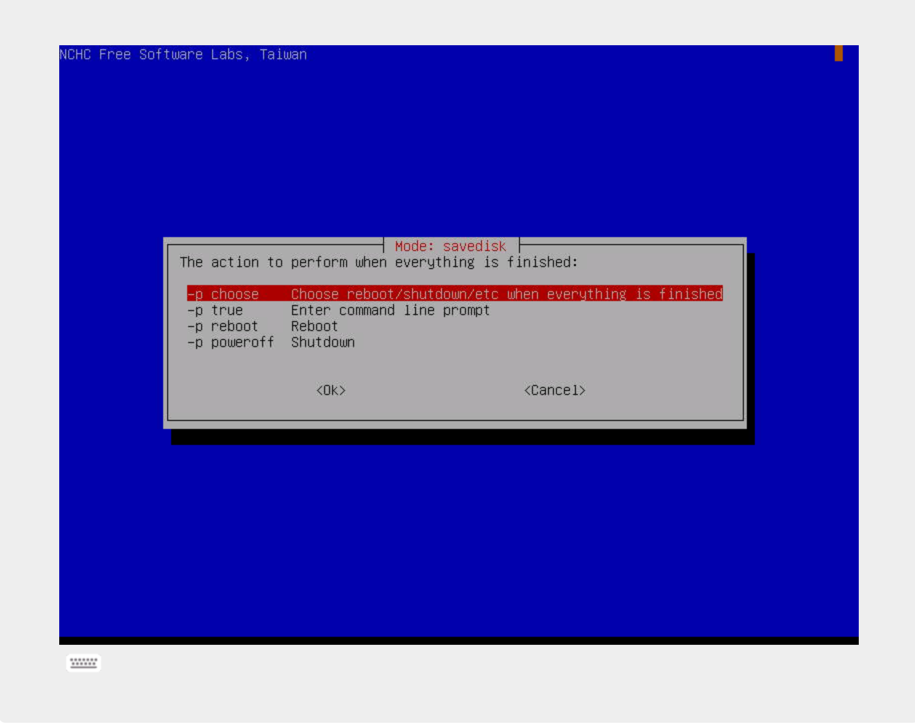 NCHC Free Software Labs, Taiwan
Mode: savedisk
The action to perform when everything is finished:
-p choose Choose reboot/shutdown/etc when everything is finished
-p true Enter command line prompt
-p reboot Reboot
-p poweroff Shutdown
<Ok> <Cancel>